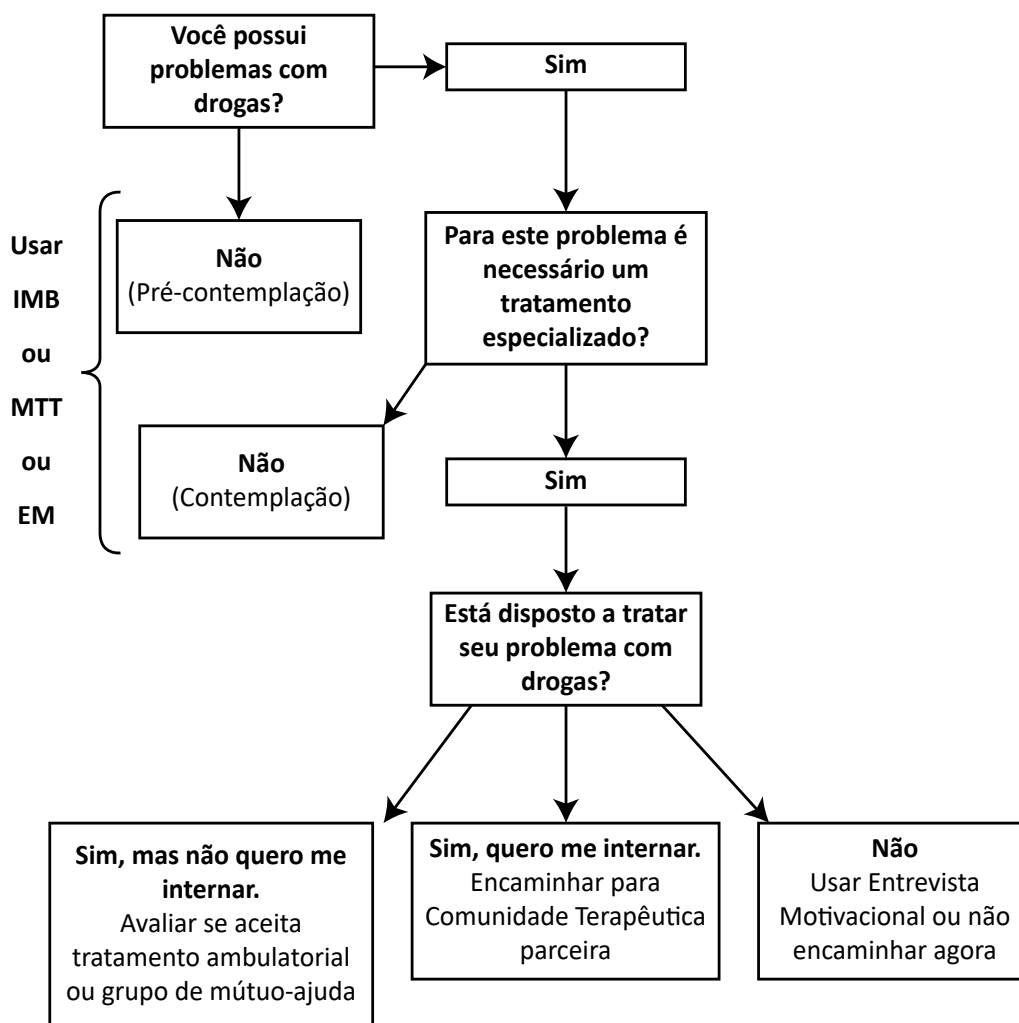 Você possui
problemas com
drogas?
Sim
Usar
IMB
ou
MTT
ou
EM
Não
(Pré-contemplação)
Para este problema é
necessário um
tratamento
especializado?
Não
(Contemplação)
Sim
Está disposto a tratar
seu problema com
drogas?
Sim, mas não quero me
internar.
Avaliar se aceita
tratamento ambulatorial
ou grupo de mútuo-ajuda
Sim, quero me internar.
Encaminhar para
Comunidade Terapêutica
parceira
Não
Usar Entrevista
Motivacional ou não
encaminhar agora